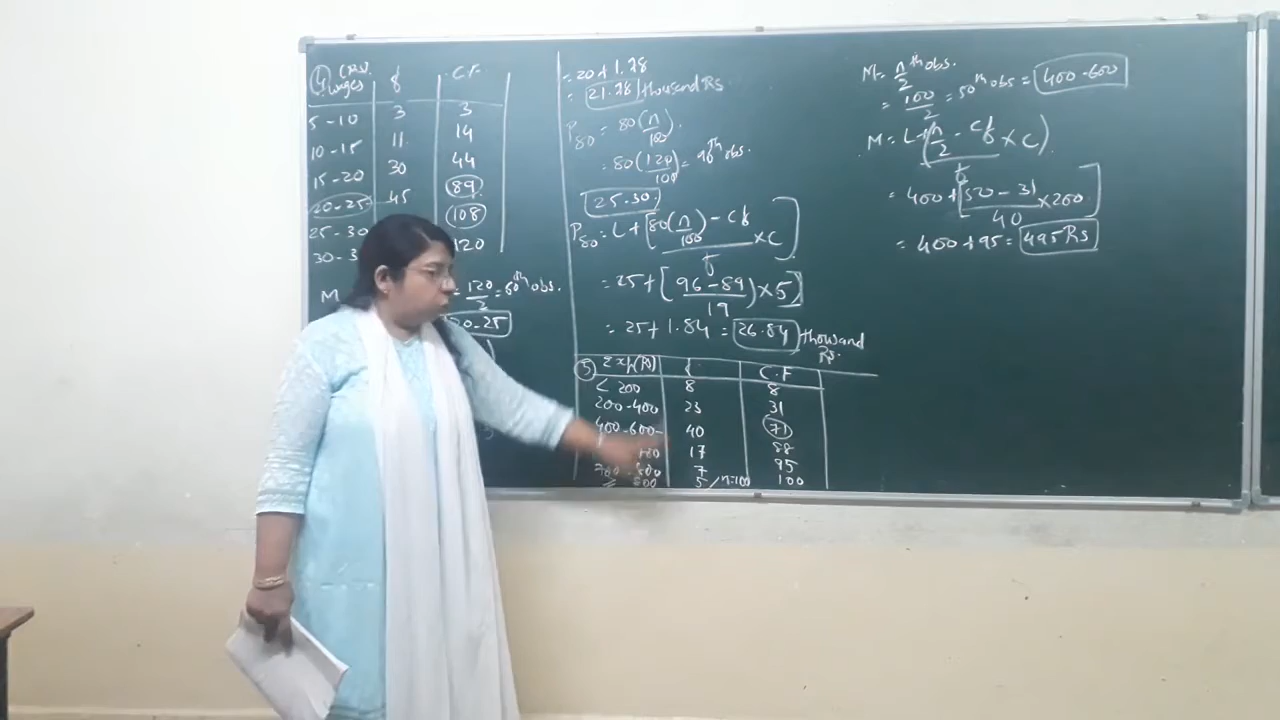 ④ wages f C.F
5-10 3 3
10-15 11 14
15-20 30 44
20-25 45 89
25-30 108
30-3 120
M = 120/2 = 60th obs.
20-25
= 20 + 1.78
= 21.78 thousand Rs
P80 = 80(n/100).
= 80(120/100) = 96th obs.
25-30.
P80 = L + [80(n/100) - cf / f × C]
= 25 + [(96-89 / 19) × 5]
= 25 + 1.84 = 26.84 thousand Rs.
⑤ Exp(Rs) f C.F
< 200 8 8
200-400 23 31
400-600 40 71
17 88
7 95
≥ 800 5 / n=100 100
M = n/2 th obs.
= 100/2 = 50th obs = 400-600
M = L + (n/2 - cf / f × C)
= 400 + [50 - 31 / 40 × 200]
= 400 + 95 = 495 Rs